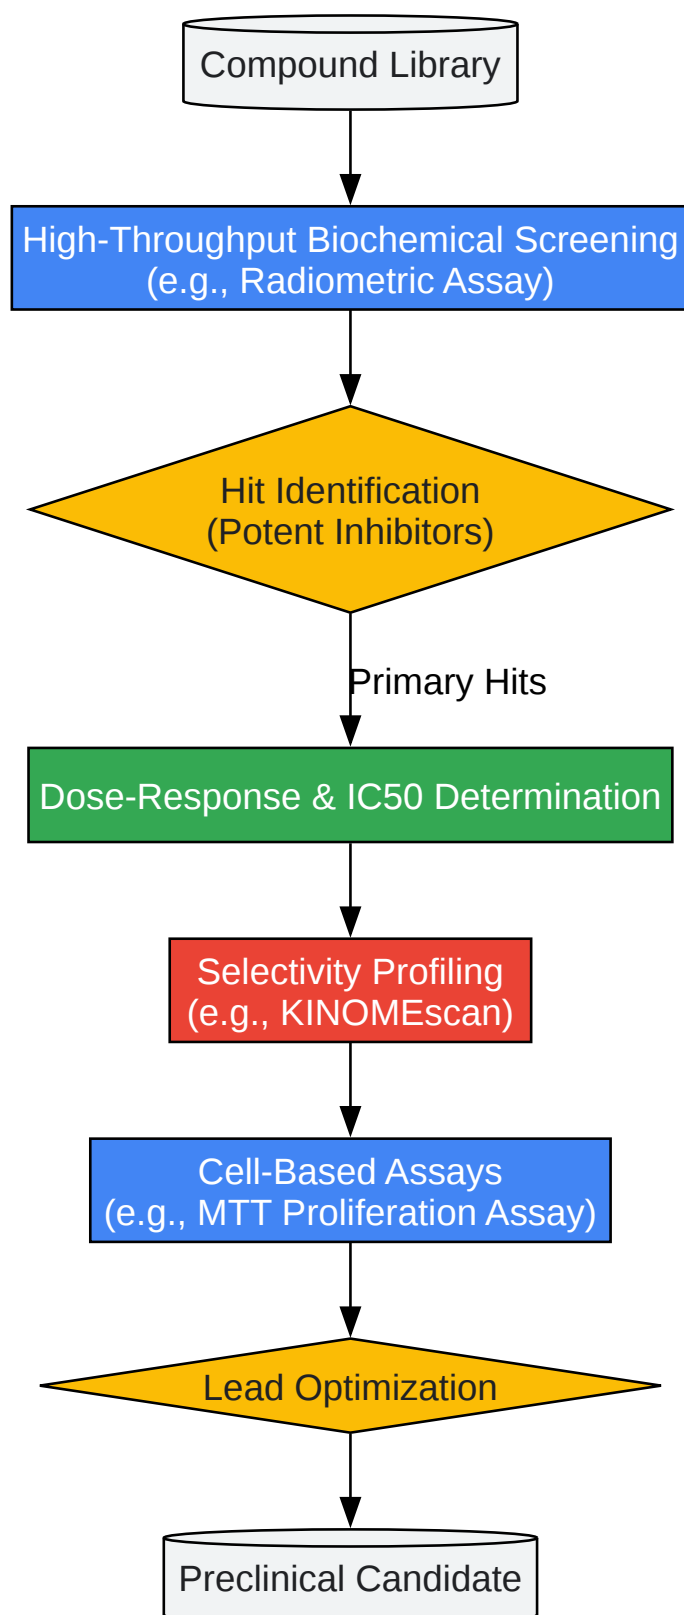 Compound Library
High-Throughput Biochemical Screening
(e.g., Radiometric Assay)
Hit Identification
(Potent Inhibitors)
Primary Hits
Dose-Response & IC50 Determination
Selectivity Profiling
(e.g., KINOMEscan)
Cell-Based Assays
(e.g., MTT Proliferation Assay)
Lead Optimization
Preclinical Candidate